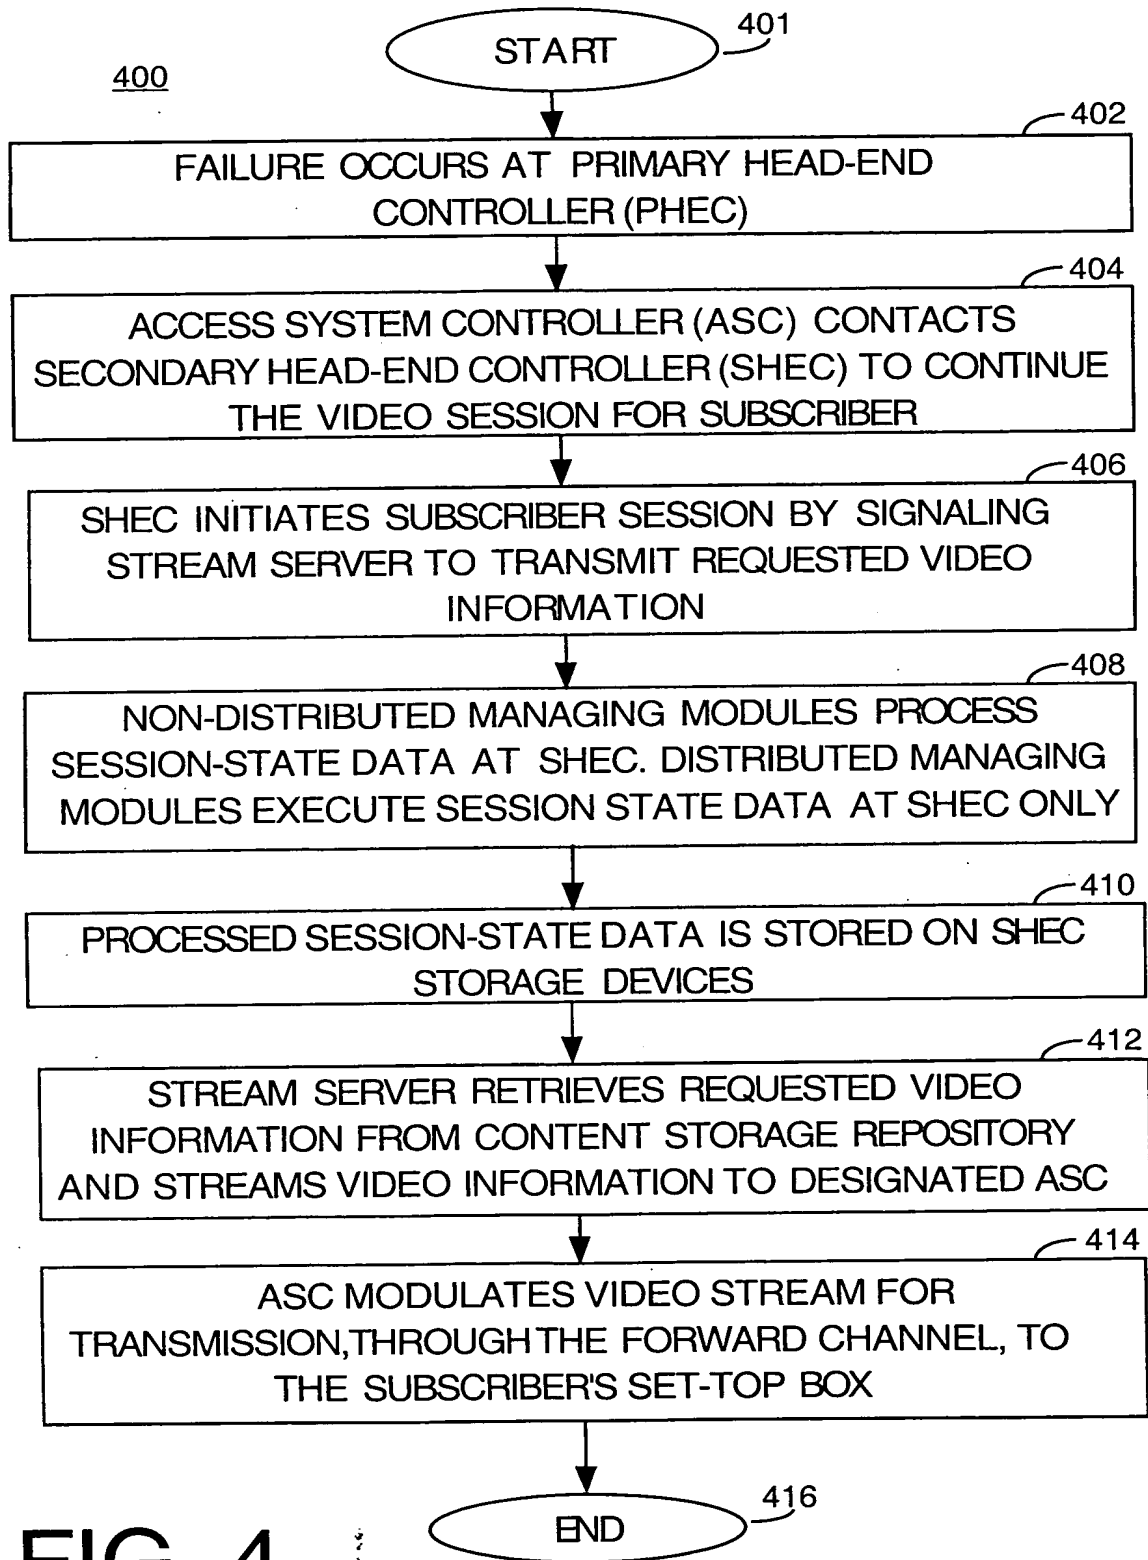 START
401
400
402
FAILURE OCCURS AT PRIMARY HEAD-END
CONTROLLER (PHEC)
404
ACCESS SYSTEM CONTROLLER (ASC) CONTACTS
SECONDARY HEAD-END CONTROLLER (SHEC) TO CONTINUE
THE VIDEO SESSION FOR SUBSCRIBER
406
SHEC INITIATES SUBSCRIBER SESSION BY SIGNALING
STREAM SERVER TO TRANSMIT REQUESTED VIDEO
INFORMATION
408
NON-DISTRIBUTED MANAGING MODULES PROCESS
SESSION-STATE DATA AT SHEC. DISTRIBUTED MANAGING
MODULES EXECUTE SESSION STATE DATA AT SHEC ONLY
410
PROCESSED SESSION-STATE DATA IS STORED ON SHEC
STORAGE DEVICES
412
STREAM SERVER RETRIEVES REQUESTED VIDEO
INFORMATION FROM CONTENT STORAGE REPOSITORY
AND STREAMS VIDEO INFORMATION TO DESIGNATED ASC
414
ASC MODULATES VIDEO STREAM FOR
TRANSMISSION,THROUGH THE FORWARD CHANNEL, TO
THE SUBSCRIBER'S SET-TOP BOX
416
END
FIG. 4